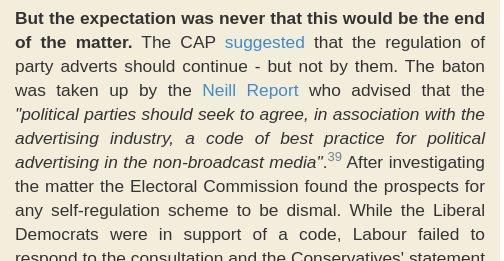 But the expectation was never that this would be the end
of the matter. The CAP suggested that the regulation of
party adverts should continue - but not by them. The baton
was taken up by the Neill Report who advised that the
"political parties should seek to agree, in association with the
advertising industry, a code of best practice for political
advertising in the non-broadcast media".39 After investigating
the matter the Electoral Commission found the prospects for
any self-regulation scheme to be dismal. While the Liberal
Democrats were in support of a code, Labour failed to
respond to the consultation and the Conservatives' statement